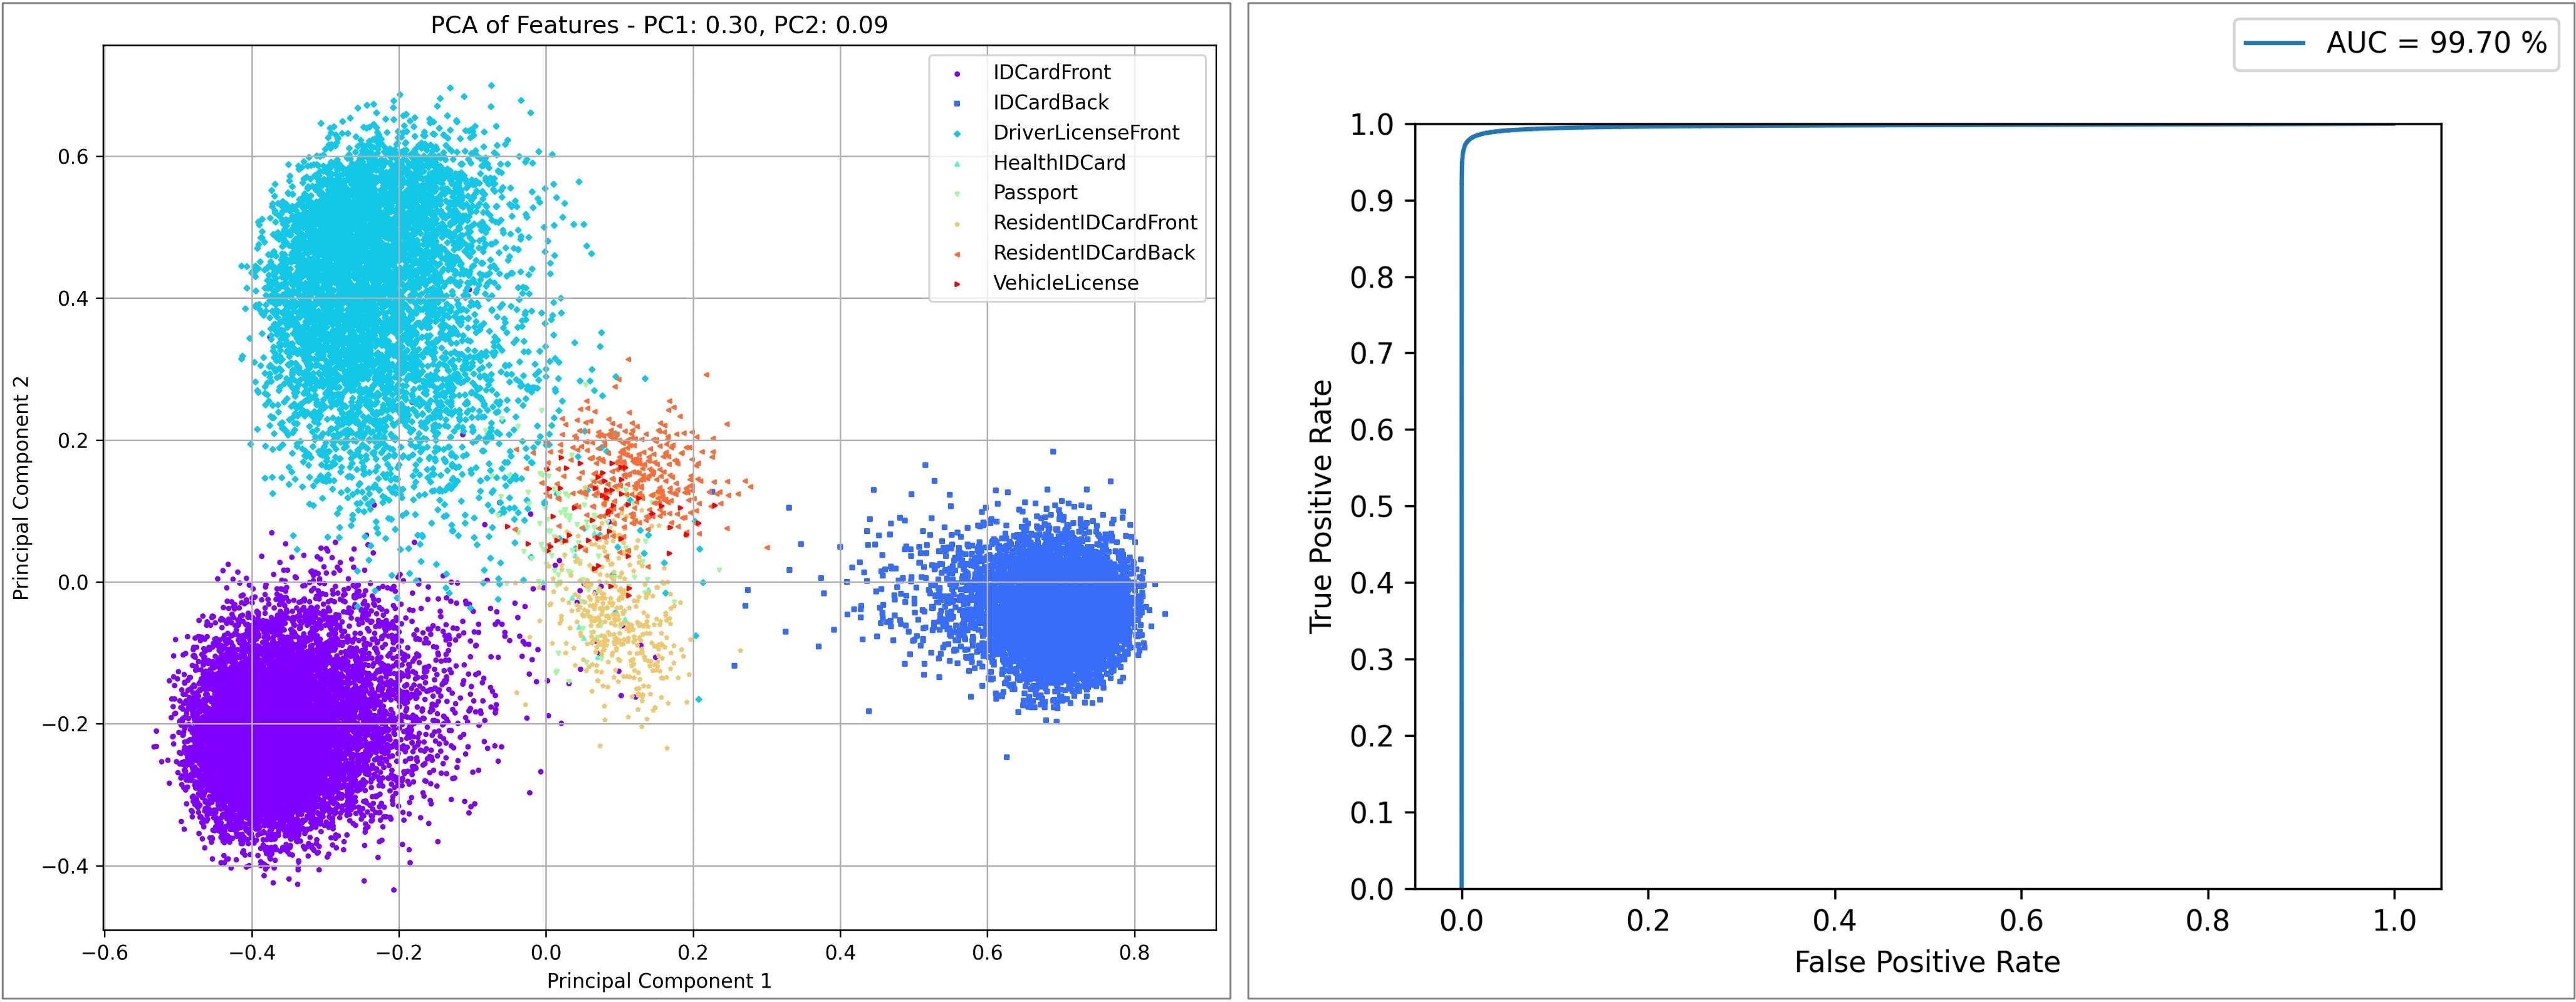 PCA of Features - PC1: 0.30, PC2: 0.09
IDCardFront
IDCardBack
DriverLicenseFront
HealthIDCard
Passport
ResidentIDCardFront
ResidentIDCardBack
VehicleLicense
Principal Component 2
0.6
0.4
0.2
0.0
−0.2
−0.4
−0.6
−0.4
−0.2
0.0
0.2
0.4
0.6
0.8
Principal Component 1
AUC = 99.70 %
True Positive Rate
1.0
0.9
0.8
0.7
0.6
0.5
0.4
0.3
0.2
0.1
0.0
0.0
0.2
0.4
0.6
0.8
1.0
False Positive Rate